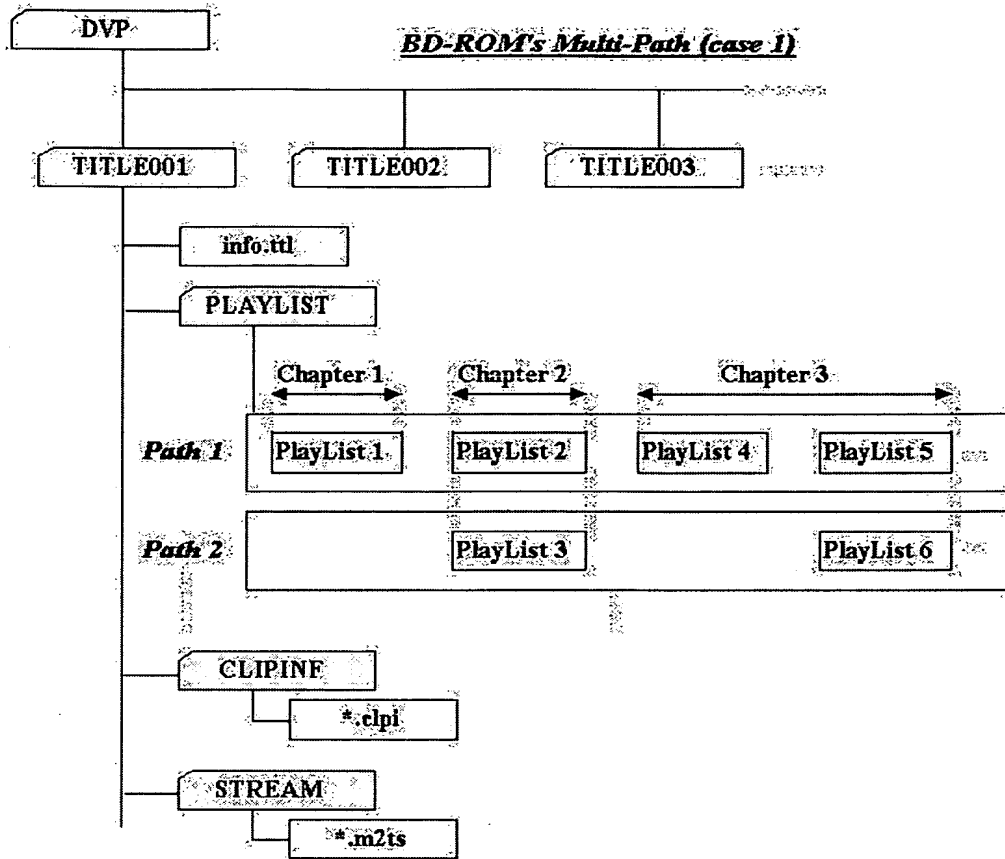 DVP
BD-ROM's Multi-Path (case 1)
TITLE001
TITLE002
TITLE003
info.ttl
PLAYLIST
Chapter 1
Chapter 2
Chapter 3
Path 1
PlayList 1
PlayList 2
PlayList 4
PlayList 5
Path 2
PlayList 3
PlayList 6
CLIPINF
*.clpi
STREAM
*.m2ts